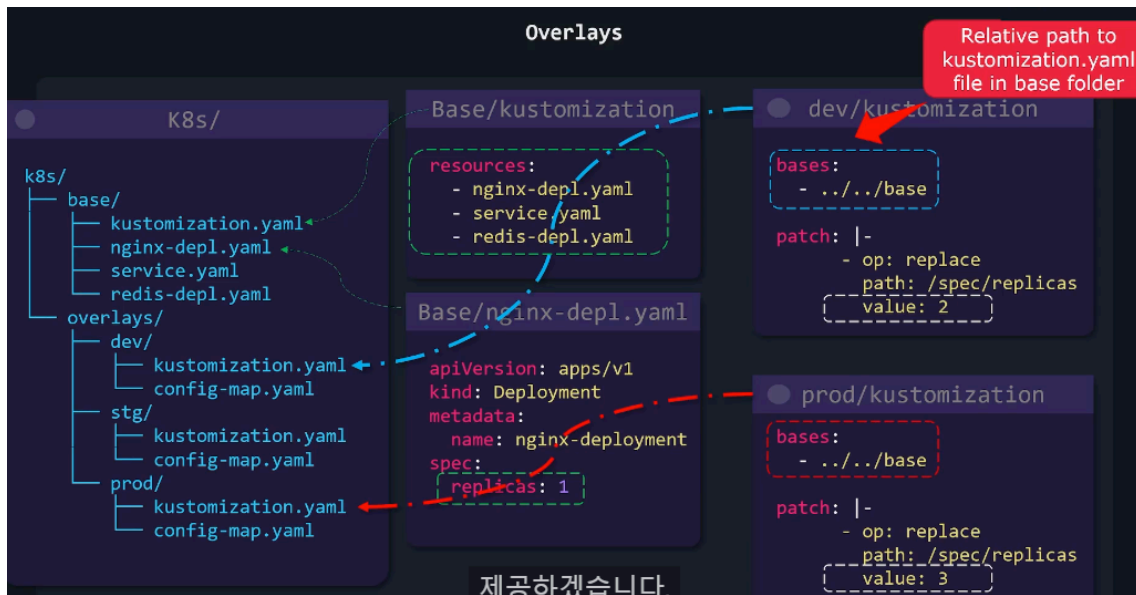 Overlays
Relative path to
kustomization.yaml
file in base folder
K8s/
k8s/
├── base/
│   ├── kustomization.yaml
│   ├── nginx-depl.yaml
│   ├── service.yaml
│   └── redis-depl.yaml
└── overlays/
├── dev/
│   ├── kustomization.yaml
│   └── config-map.yaml
├── stg/
│   ├── kustomization.yaml
│   └── config-map.yaml
└── prod/
├── kustomization.yaml
└── config-map.yaml
Base/kustomization
resources:
- nginx-depl.yaml
- service.yaml
- redis-depl.yaml
Base/nginx-depl.yaml
apiVersion: apps/v1
kind: Deployment
metadata:
name: nginx-deployment
spec:
replicas: 1
dev/kustomization
bases:
- ../../base
patch: |-
- op: replace
path: /spec/replicas
value: 2
prod/kustomization
bases:
- ../../base
patch: |-
- op: replace
path: /spec/replicas
value: 3
제공하겠습니다